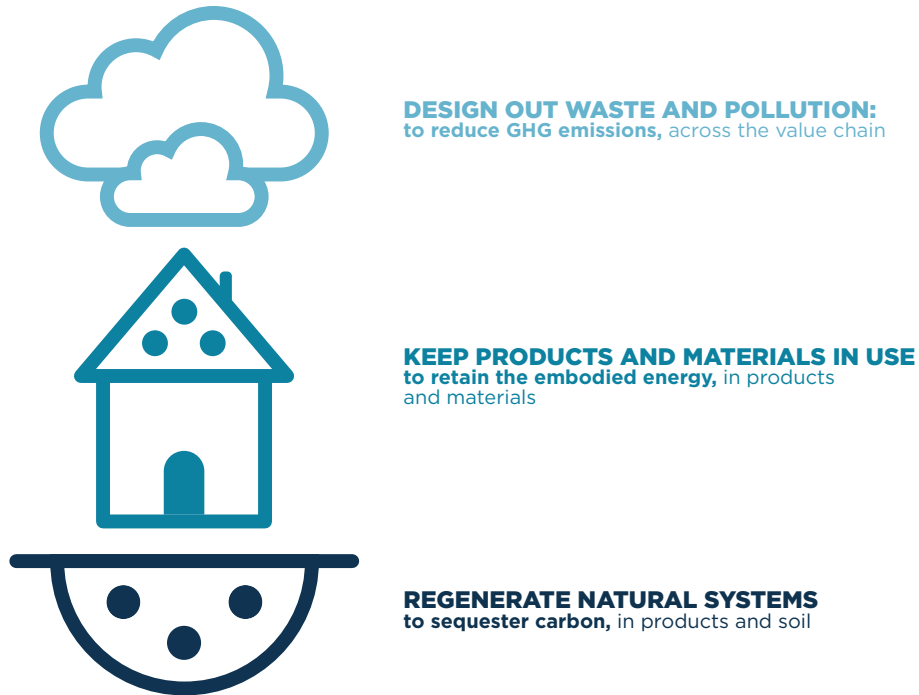 DESIGN OUT WASTE AND POLLUTION:
to reduce GHG emissions, across the value chain
KEEP PRODUCTS AND MATERIALS IN USE
to retain the embodied energy, in products
and materials
REGENERATE NATURAL SYSTEMS
to sequester carbon, in products and soil